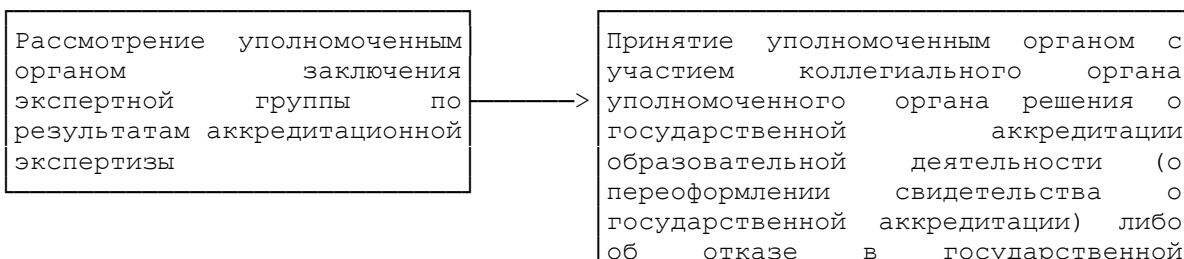 Рассмотрение уполномоченным
органом заключения
экспертной группы по
результатам аккредитационной
экспертизы
Принятие уполномоченным органом с
участием коллегиального органа
уполномоченного органа решения о
государственной аккредитации
образовательной деятельности (о
переоформлении свидетельства о
государственной аккредитации) либо
об отказе в государственной